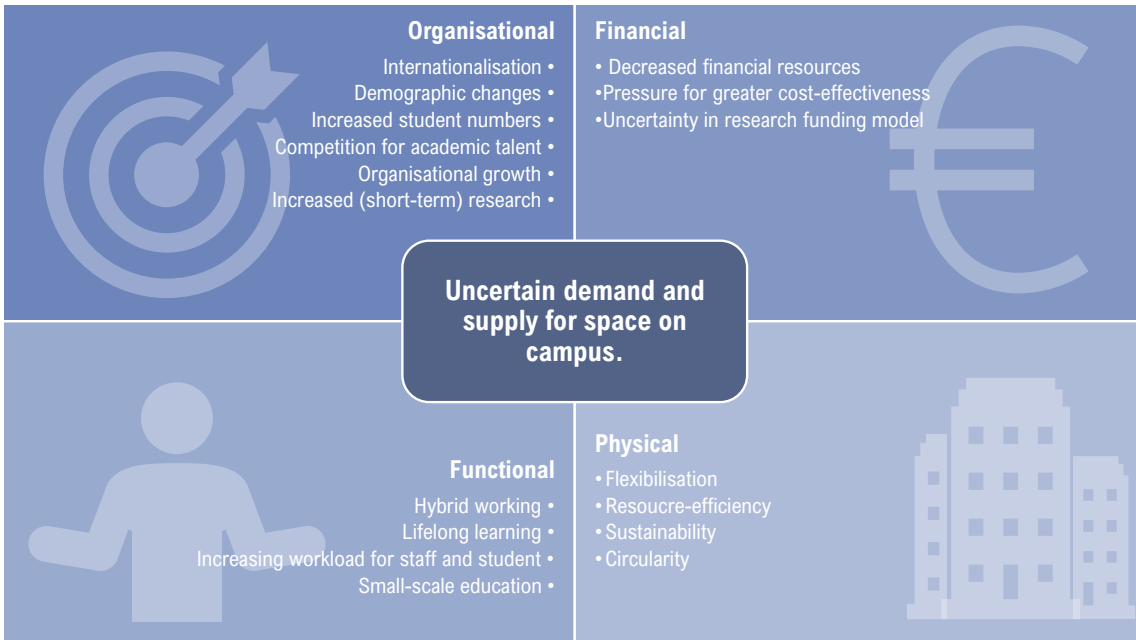 Organisational
Internationalisation •
Demographic changes •
Increased student numbers •
Competition for academic talent •
Organisational growth •
Increased (short-term) research •
Financial
• Decreased financial resources
•Pressure for greater cost-effectiveness
•Uncertainty in research funding model
Uncertain demand and
supply for space on
campus.
Functional
Hybrid working •
Lifelong learning •
Increasing workload for staff and student •
Small-scale education •
Physical
• Flexibilisation
• Resoucre-efficiency
• Sustainability
• Circularity